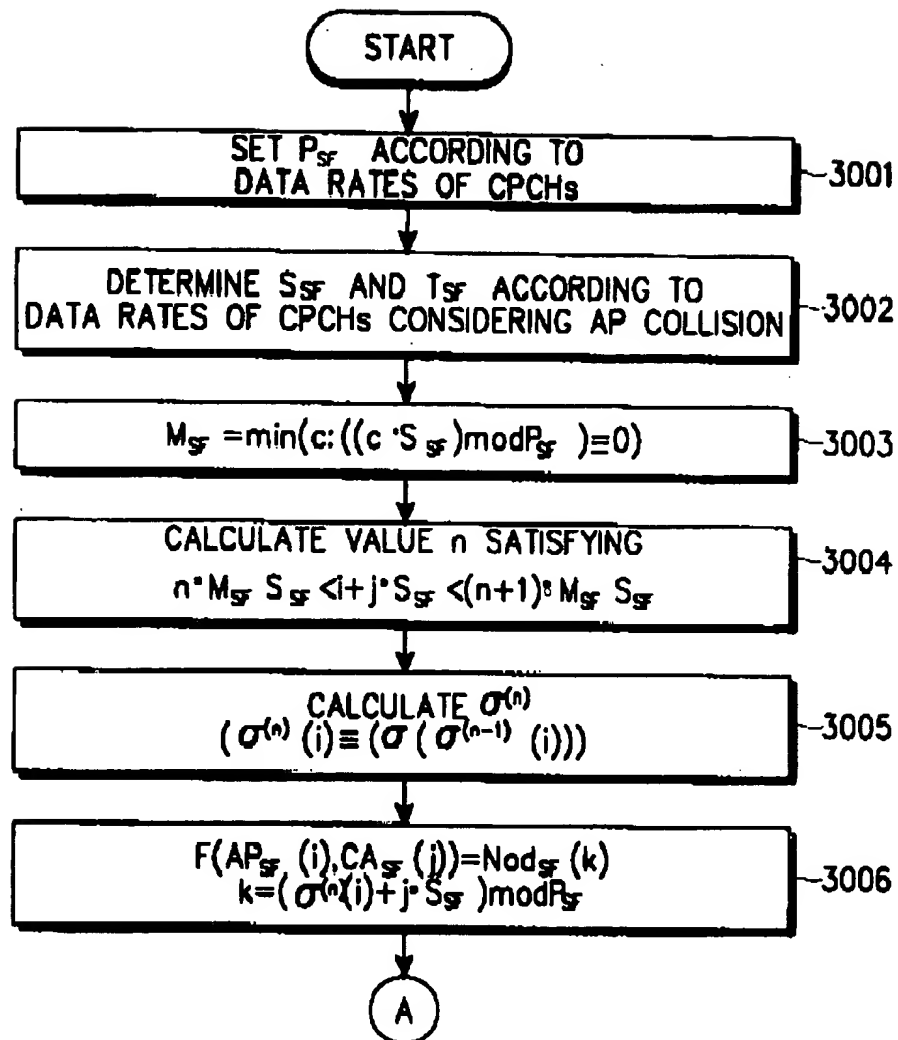 START
SET P_SF ACCORDING TO
DATA RATES OF CPCHs
3001
DETERMINE S_SF AND T_SF ACCORDING TO
DATA RATES OF CPCHs CONSIDERING AP COLLISION
3002
M_SF =min(c:((c·S_SF)modP_SF )≡0)
3003
CALCULATE VALUE n SATISFYING
n·M_SF S_SF <i+j·S_SF <(n+1)·M_SF S_SF
3004
CALCULATE σ^(n)
(σ^(n) (i)≡(σ(σ^(n-1) (i)))
3005
F(AP_SF (i),CA_SF (j))=Nod_SF (k)
k=(σ^(n)(i)+j·S_SF )modP_SF
3006
A